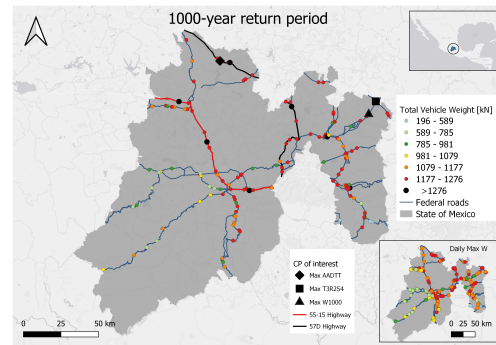 1000-year return period
Total Vehicle Weight [kN]
196 - 589
589 - 785
785 - 981
981 - 1079
1079 - 1177
1177 - 1276
>1276
Federal roads
State of Mexico
CP of interest
Max AADTT
Max T3R2S4
Max W1000
55-15 Highway
57D Highway
Daily Max W
0 25 50 km
0 25 50 km